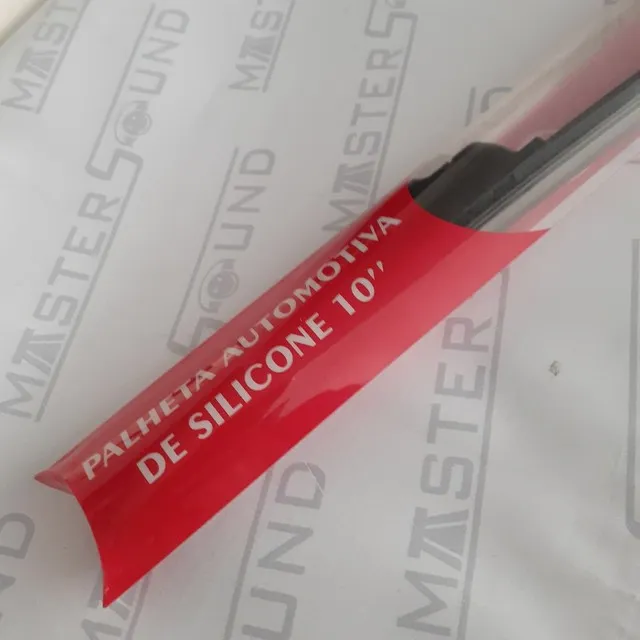 MASTER SOUND
MASTER
MASTER
SOUND
PALHETA AUTOMOTIVA
DE SILICONE 10’’
MASTER
SOUND